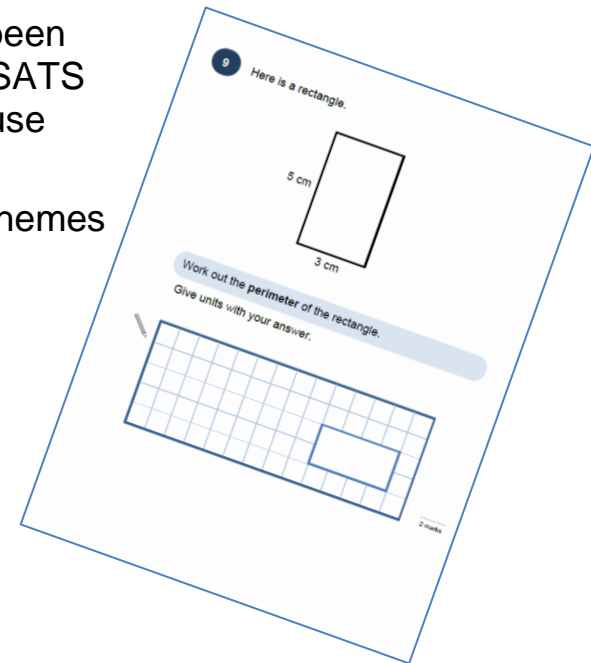 been
SATS
use
hemes
9
Here is a rectangle.
5 cm
3 cm
Work out the perimeter of the rectangle.
Give units with your answer.
2 marks